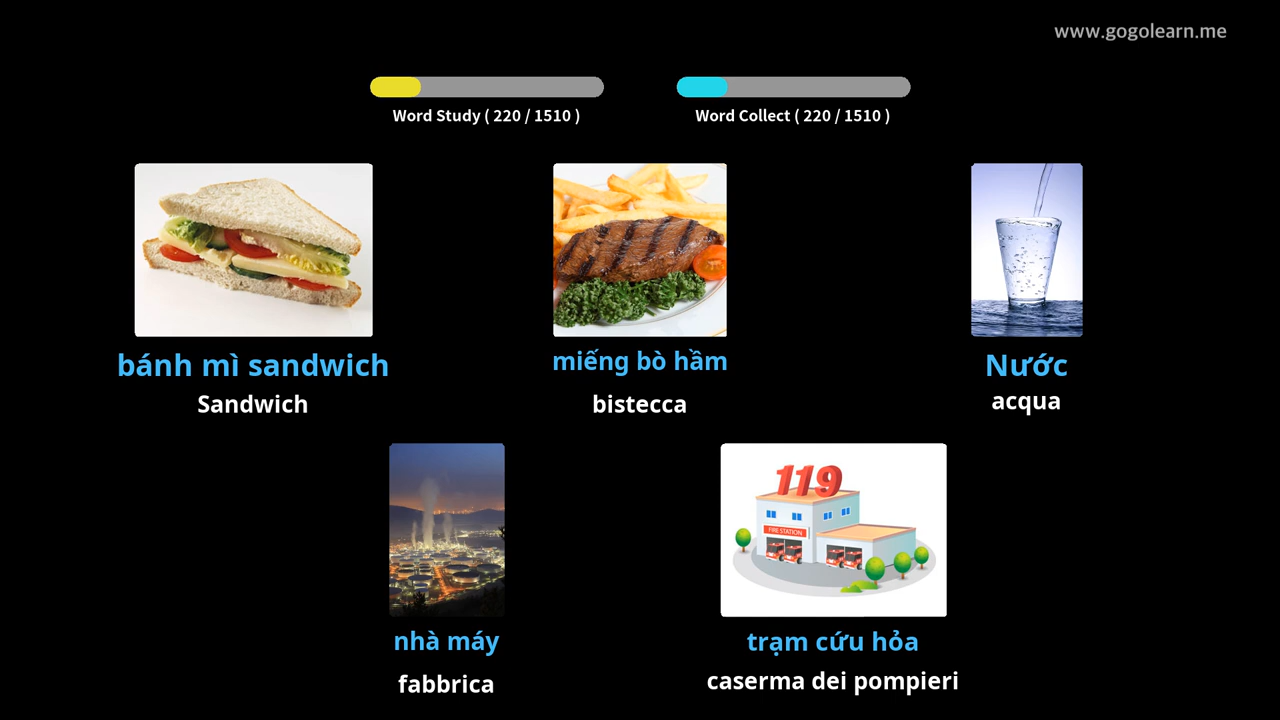 www.gogolearn.me
Word Study ( 220 / 1510 )
Word Collect ( 220 / 1510 )
bánh mì sandwich
Sandwich
miếng bò hầm
bistecca
Nước
acqua
119
FIRE STATION
nhà máy
fabbrica
trạm cứu hỏa
caserma dei pompieri